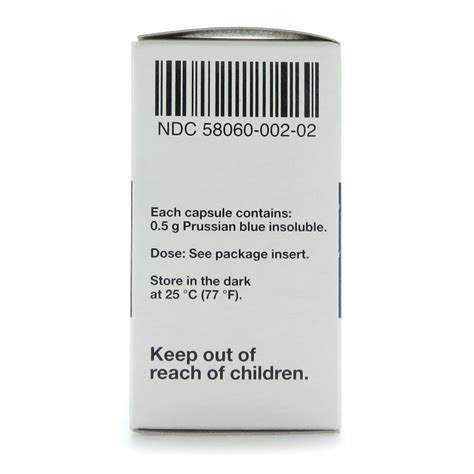 NDC 58060-002-02
Each capsule contains:
0.5 g Prussian blue insoluble.
Dose: See package insert.
Store in the dark
at 25 °C (77 °F).
Keep out of
reach of children.